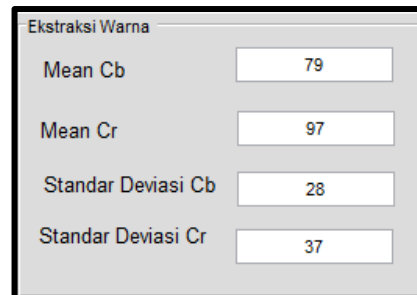 Ekstraksi Warna
Mean Cb 79
Mean Cr 97
Standar Deviasi Cb 28
Standar Deviasi Cr 37